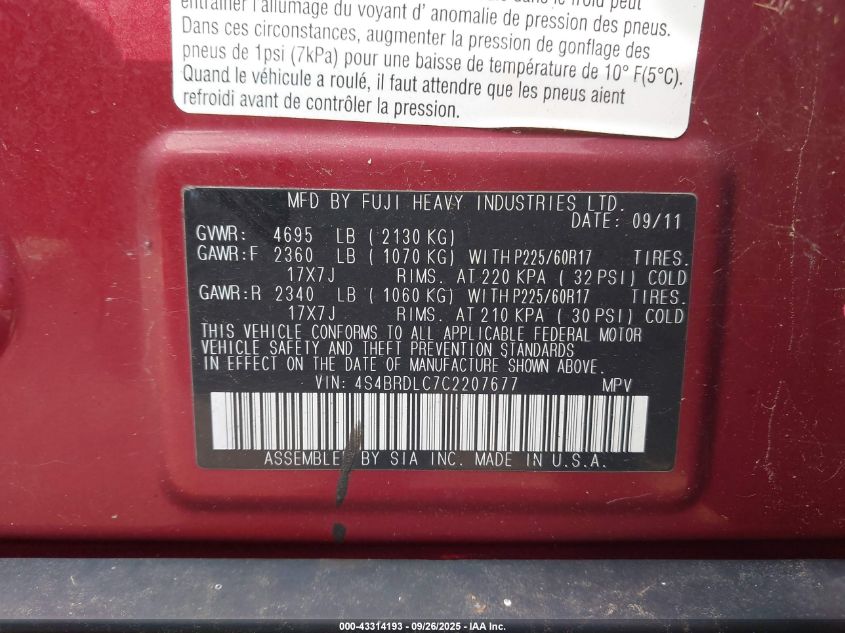 entraîner l'allumage du voyant d' anomalie de pression des pneus.
Dans ces circonstances, augmenter la pression de gonflage des
pneus de 1psi (7kPa) pour une baisse de température de 10° F(5°C).
Quand le véhicule a roulé, il faut attendre que les pneus aient
refroidi avant de contrôler la pression.
MFD BY FUJI HEAVY INDUSTRIES LTD.
DATE: 09/11
GVWR: 4695 LB ( 2130 KG)
GAWR:F 2360 LB ( 1070 KG) WITH P225/60R17 TIRES.
17X7J RIMS. AT 220 KPA ( 32 PSI) COLD
GAWR:R 2340 LB ( 1060 KG) WITH P225/60R17 TIRES.
17X7J RIMS. AT 210 KPA ( 30 PSI) COLD
THIS VEHICLE CONFORMS TO ALL APPLICABLE FEDERAL MOTOR
VEHICLE SAFETY AND THEFT PREVENTION STANDARDS
IN EFFECT ON THE DATE OF MANUFACTURE SHOWN ABOVE.
VIN: 4S4BRDLC7C2207677 MPV
ASSEMBLED BY SIA INC. MADE IN U.S.A.
000-43314193 - 09/26/2025 - IAA Inc.